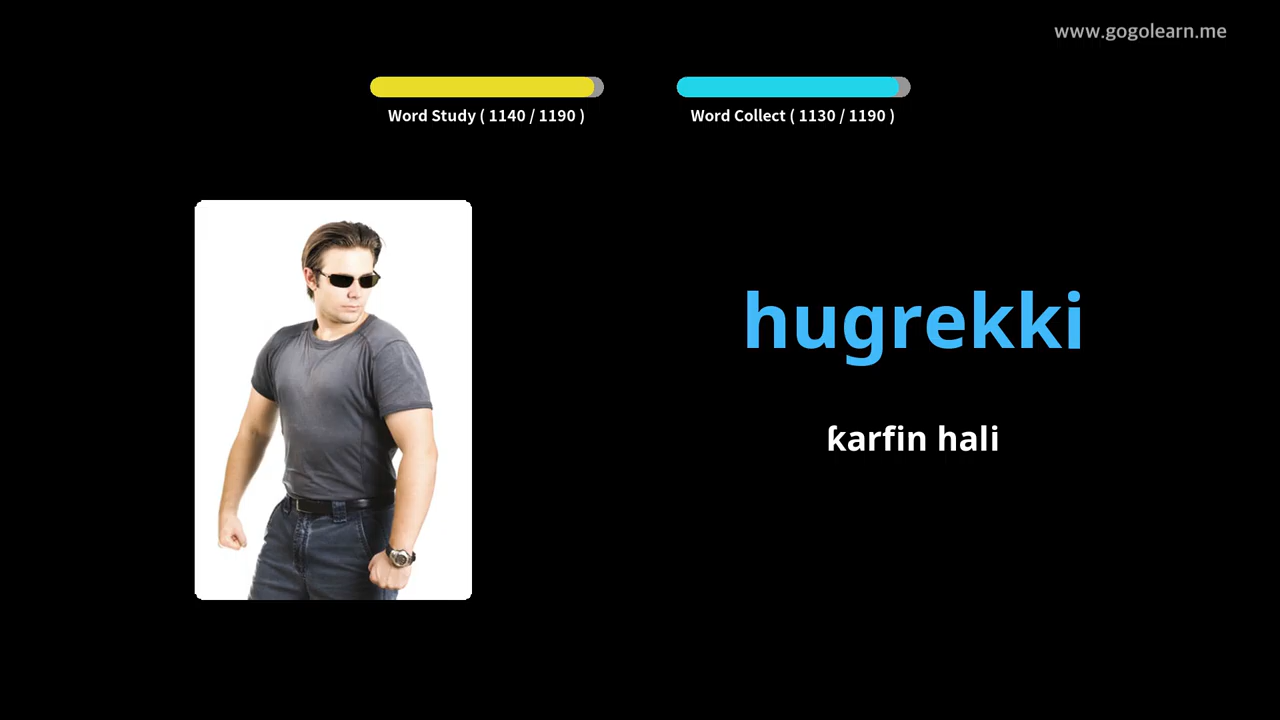 www.gogolearn.me
Word Study ( 1140 / 1190 )
Word Collect ( 1130 / 1190 )
hugrekki
ƙarfin hali